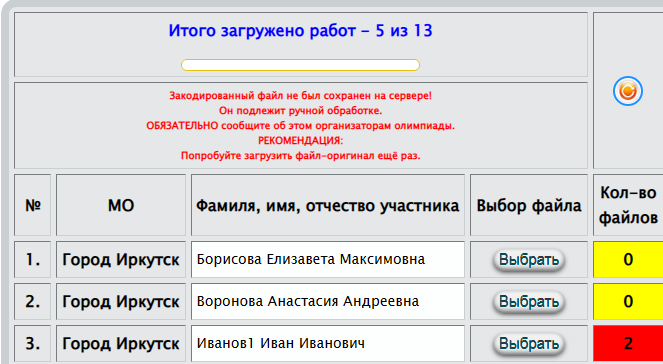 Итого загружено работ - 5 из 13
Закодированный файл не был сохранен на сервере!
Он подлежит ручной обработке.
ОБЯЗАТЕЛЬНО сообщите об этом организаторам олимпиады.
РЕКОМЕНДАЦИЯ:
Попробуйте загрузить файл-оригинал ещё раз.
№ МО Фамиля, имя, отчество участника Выбор файла Кол-во файлов
1. Город Иркутск Борисова Елизавета Максимовна Выбрать 0
2. Город Иркутск Воронова Анастасия Андреевна Выбрать 0
3. Город Иркутск Иванов1 Иван Иванович Выбрать 2